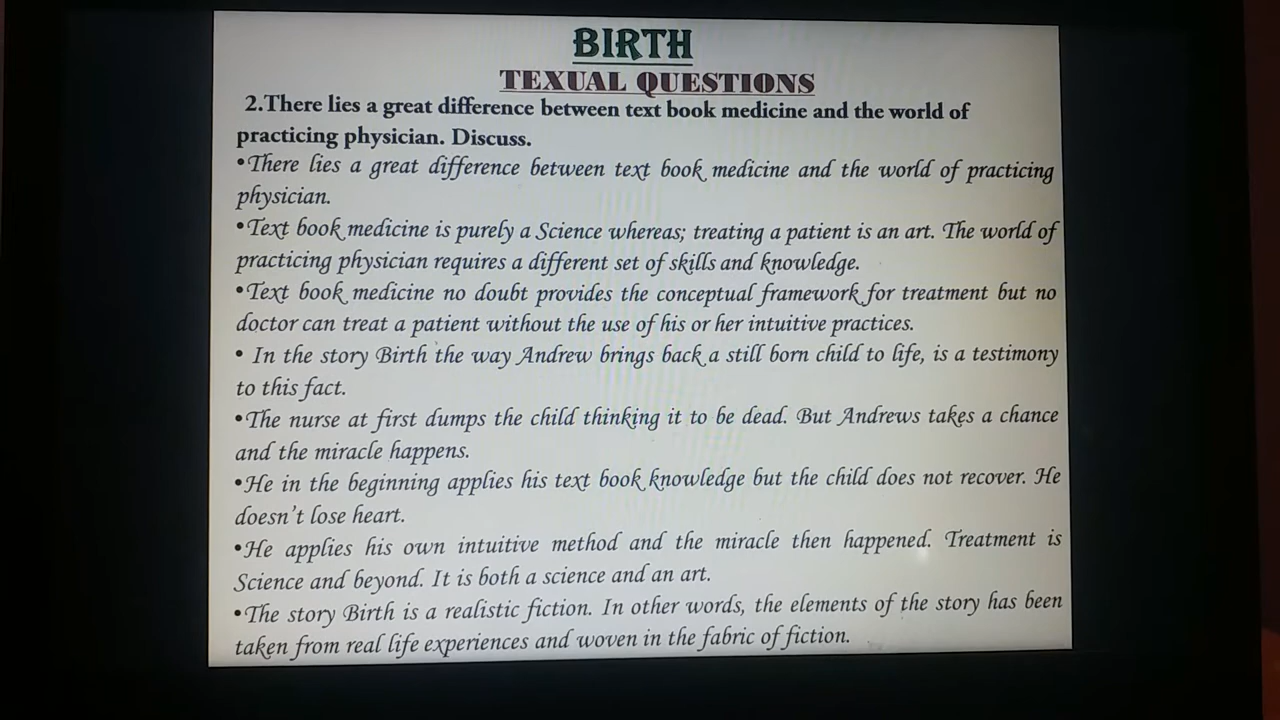 BIRTH
TEXUAL QUESTIONS
2.There lies a great difference between text book medicine and the world of
practicing physician. Discuss.
•There lies a great difference between text book medicine and the world of practicing
physician.
•Text book medicine is purely a Science whereas; treating a patient is an art. The world of
practicing physician requires a different set of skills and knowledge.
•Text book medicine no doubt provides the conceptual framework for treatment but no
doctor can treat a patient without the use of his or her intuitive practices.
• In the story Birth the way Andrew brings back a still born child to life, is a testimony
to this fact.
•The nurse at first dumps the child thinking it to be dead. But Andrews takes a chance
and the miracle happens.
•He in the beginning applies his text book knowledge but the child does not recover. He
doesn't lose heart.
•He applies his own intuitive method and the miracle then happened. Treatment is
Science and beyond. It is both a science and an art.
•The story Birth is a realistic fiction. In other words, the elements of the story has been
taken from real life experiences and woven in the fabric of fiction.